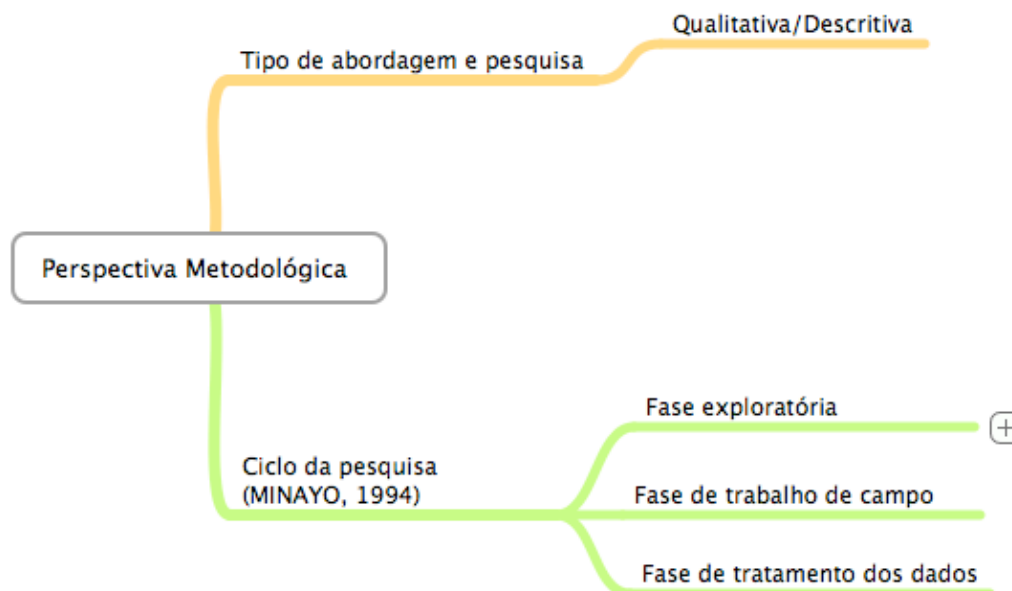 Qualitativa/Descritiva
Tipo de abordagem e pesquisa
Perspectiva Metodológica
Fase exploratória
Ciclo da pesquisa
(MINAYO, 1994)
Fase de trabalho de campo
Fase de tratamento dos dados